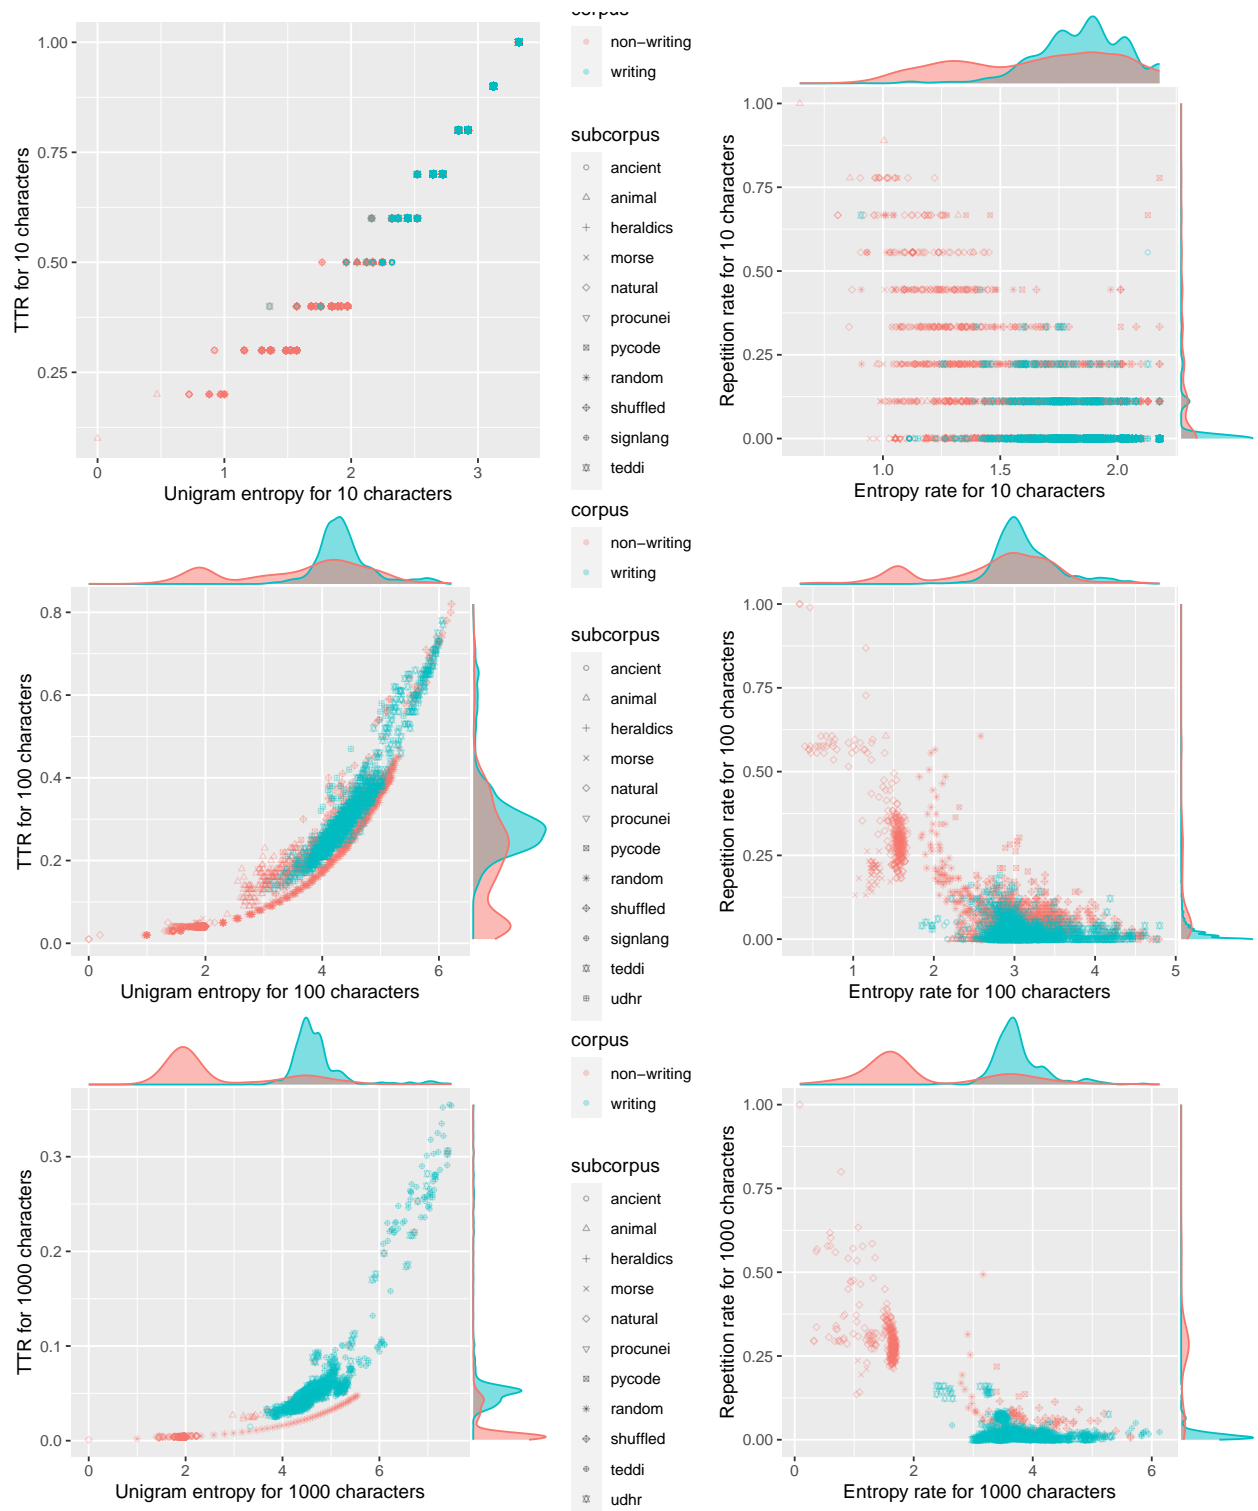 1.00
0.75
0.50
0.25
TTR for 10 characters
0
1
2
3
Unigram entropy for 10 characters
corpus
non−writing
writing
subcorpus
ancient
animal
heraldics
morse
natural
procunei
pycode
random
shuffled
signlang
teddi
1.00
0.75
0.50
0.25
0.00
Repetition rate for 10 characters
1.0
1.5
2.0
Entropy rate for 10 characters
0.8
0.6
0.4
0.2
0.0
TTR for 100 characters
0
2
4
6
Unigram entropy for 100 characters
corpus
non−writing
writing
subcorpus
ancient
animal
heraldics
morse
natural
procunei
pycode
random
shuffled
signlang
teddi
udhr
1.00
0.75
0.50
0.25
0.00
Repetition rate for 100 characters
1
2
3
4
5
Entropy rate for 100 characters
0.3
0.2
0.1
0.0
TTR for 1000 characters
0
2
4
6
Unigram entropy for 1000 characters
corpus
non−writing
writing
subcorpus
ancient
animal
heraldics
morse
natural
procunei
pycode
random
shuffled
teddi
udhr
1.00
0.75
0.50
0.25
0.00
Repetition rate for 1000 characters
0
2
4
6
Entropy rate for 1000 characters